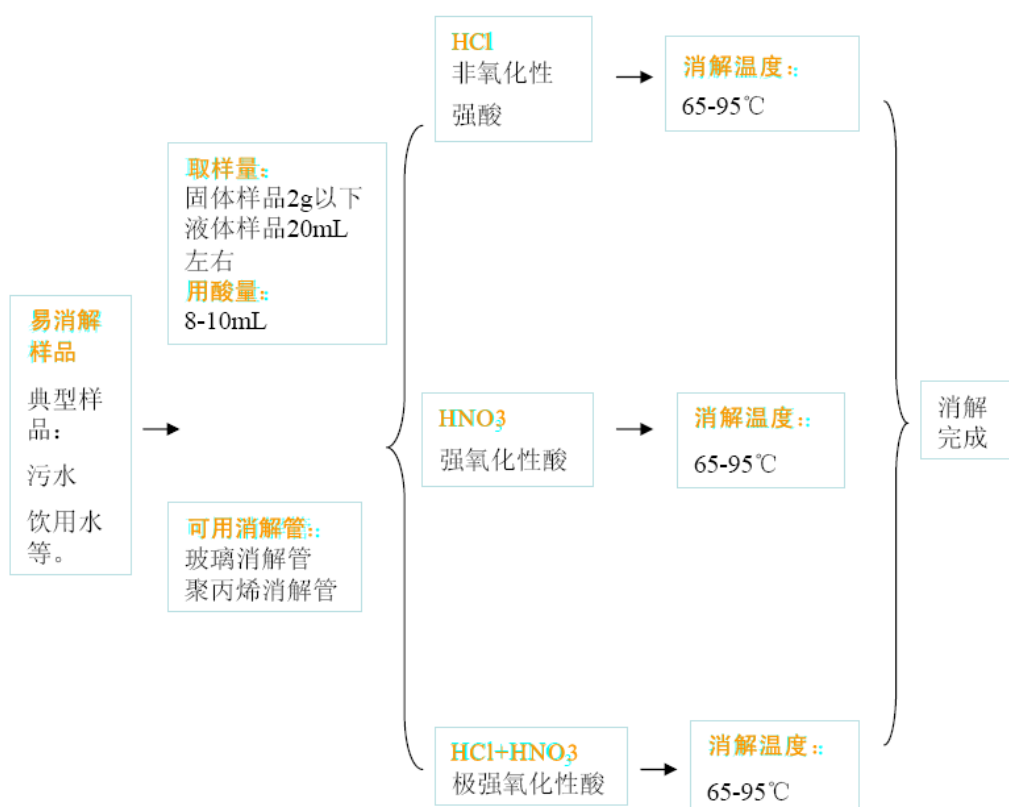 易消解
样品
典型样
品：
污水
饮用水
等。
取样量：
固体样品2g以下
液体样品20mL
左右
用酸量：
8-10mL
可用消解管：
玻璃消解管
聚丙烯消解管
HCl
非氧化性
强酸
消解温度：
65-95℃
HNO3
强氧化性酸
消解温度：
65-95℃
HCl+HNO3
极强氧化性酸
消解温度：
65-95℃
消解
完成